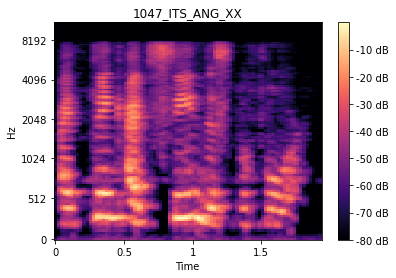 1047_ITS_ANG_XX
8192
4096
2048
1024
512
0
Hz
0
0.5
1
1.5
Time
-10 dB
-20 dB
-30 dB
-40 dB
-50 dB
-60 dB
-70 dB
-80 dB